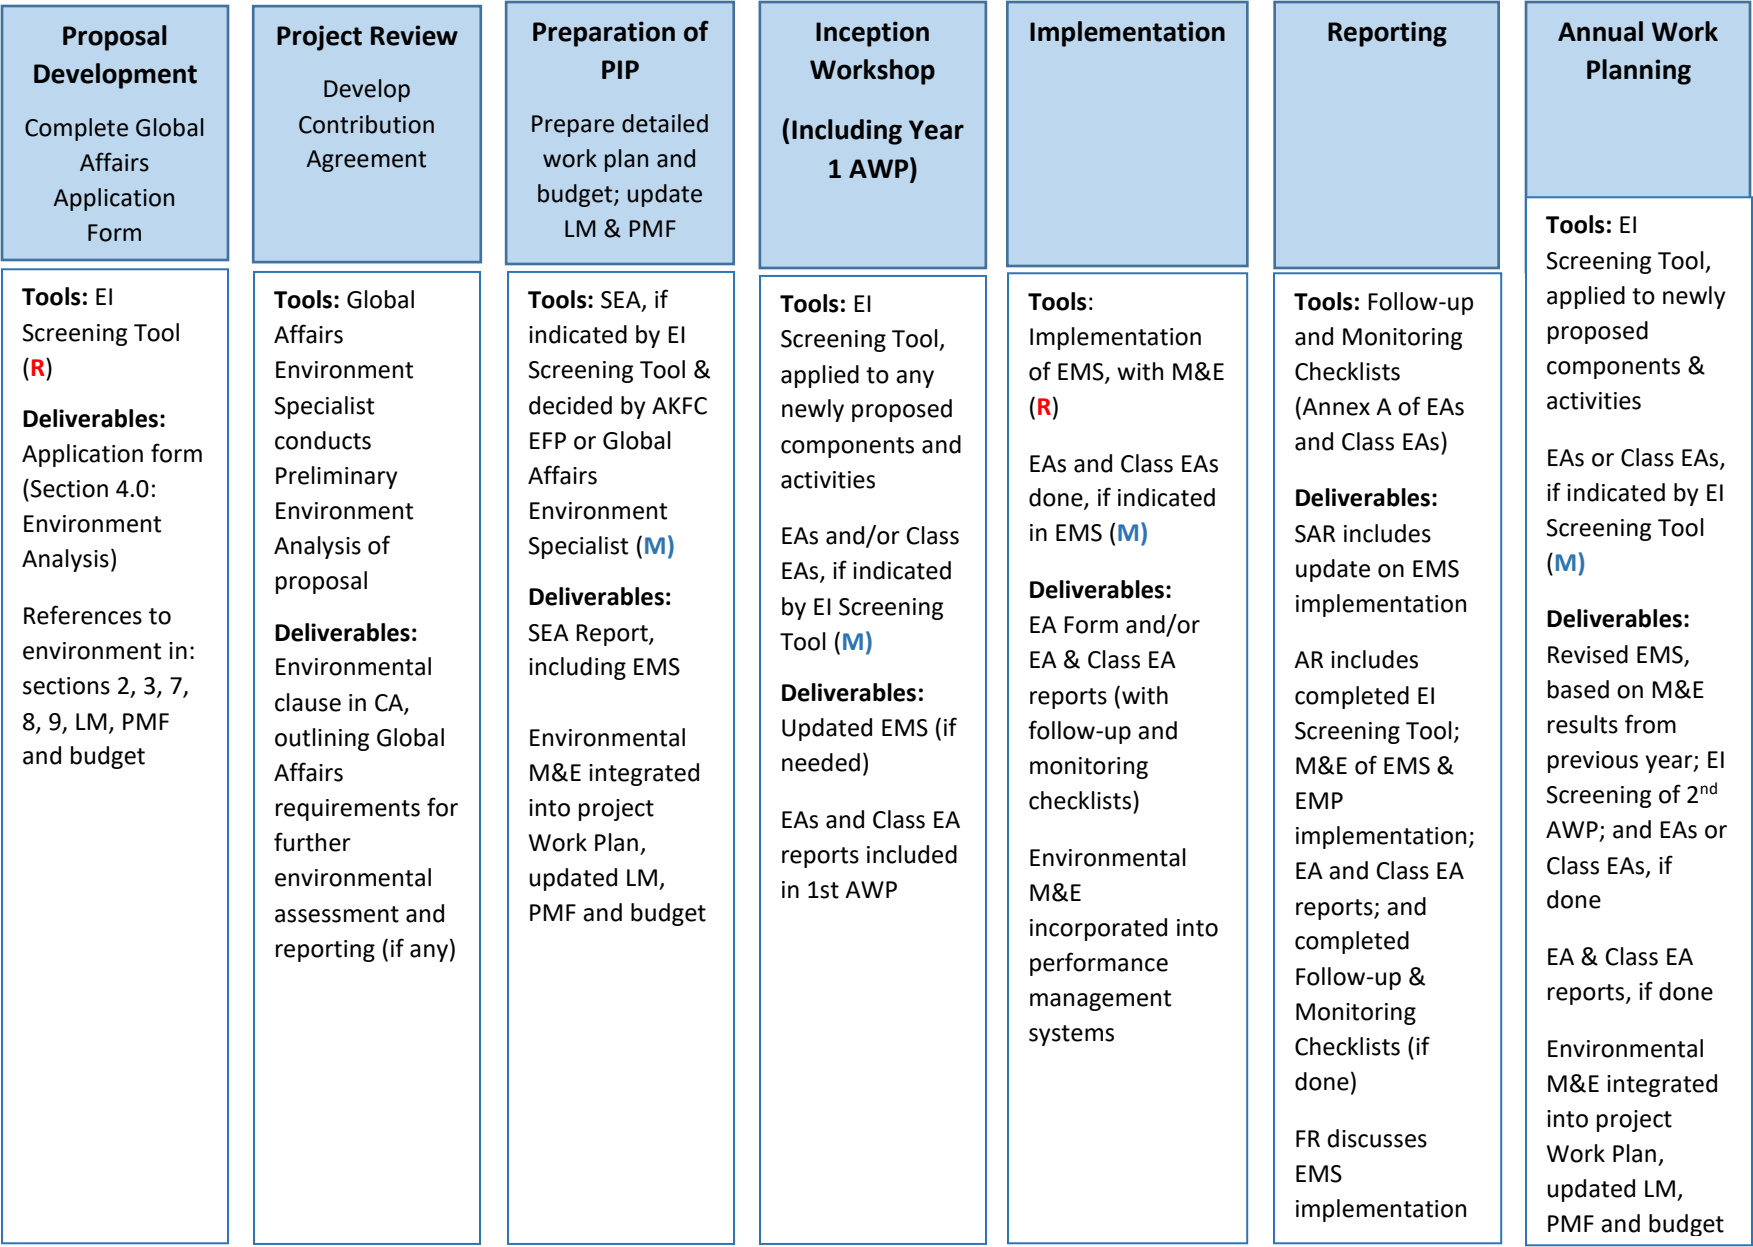 Proposal
Development
Complete Global
Affairs
Application
Form
Tools: EI
Screening Tool
(R)
Deliverables:
Application form
(Section 4.0:
Environment
Analysis)
References to
environment in:
sections 2, 3, 7,
8, 9, LM, PMF
and budget
Project Review
Develop
Contribution
Agreement
Tools: Global
Affairs
Environment
Specialist
conducts
Preliminary
Environment
Analysis of
proposal
Deliverables:
Environmental
clause in CA,
outlining Global
Affairs
requirements for
further
environmental
assessment and
reporting (if any)
Preparation of
PIP
Prepare detailed
work plan and
budget; update
LM & PMF
Tools: SEA, if
indicated by EI
Screening Tool &
decided by AKFC
EFP or Global
Affairs
Environment
Specialist (M)
Deliverables:
SEA Report,
including EMS
Environmental
M&E integrated
into project
Work Plan,
updated LM,
PMF and budget
Inception
Workshop
(Including Year
1 AWP)
Tools: EI
Screening Tool,
applied to any
newly proposed
components and
activities
EAs and/or Class
EAs, if indicated
by EI Screening
Tool (M)
Deliverables:
Updated EMS (if
needed)
EAs and Class EA
reports included
in 1st AWP
Implementation
Tools:
Implementation
of EMS, with M&E
(R)
EAs and Class EAs
done, if indicated
in EMS (M)
Deliverables:
EA Form and/or
EA & Class EA
reports (with
follow-up and
monitoring
checklists)
Environmental
M&E
incorporated into
performance
management
systems
Reporting
Tools: Follow-up
and Monitoring
Checklists
(Annex A of EAs
and Class EAs)
Deliverables:
SAR includes
update on EMS
implementation
AR includes
completed EI
Screening Tool;
M&E of EMS &
EMP
implementation;
EA and Class EA
reports; and
completed
Follow-up &
Monitoring
Checklists (if
done)
FR discusses
EMS
implementation
Annual Work
Planning
Tools: EI
Screening Tool,
applied to newly
proposed
components &
activities
EAs or Class EAs,
if indicated by EI
Screening Tool
(M)
Deliverables:
Revised EMS,
based on M&E
results from
previous year; EI
Screening of 2nd
AWP; and EAs or
Class EAs, if
done
EA & Class EA
reports, if done
Environmental
M&E integrated
into project
Work Plan,
updated LM,
PMF and budget